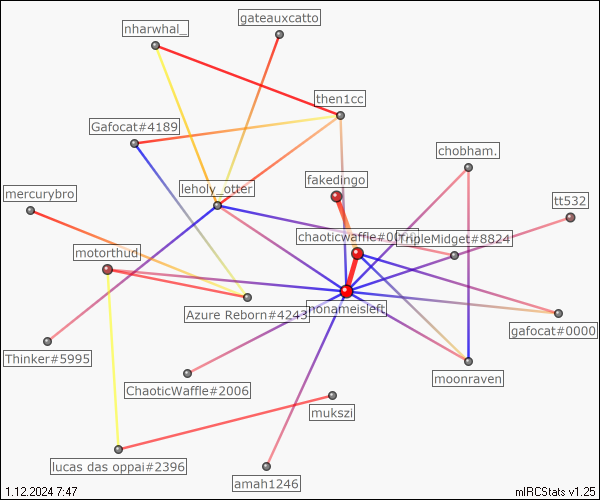 gateauxcatto
nharwhal_
then1cc
Gafocat#4189
chobham.
fakedingo
leholy_otter
mercurybro
tt532
chaoticwaffle#0
TripleMidget#8824
motorthud
Azure Reborn#4243
nonameisleft
gafocat#0000
Thinker#5995
moonraven
ChaoticWaffle#2006
mukszi
lucas das oppai#2396
amah1246
1.12.2024 7:47
mIRCStats v1.25